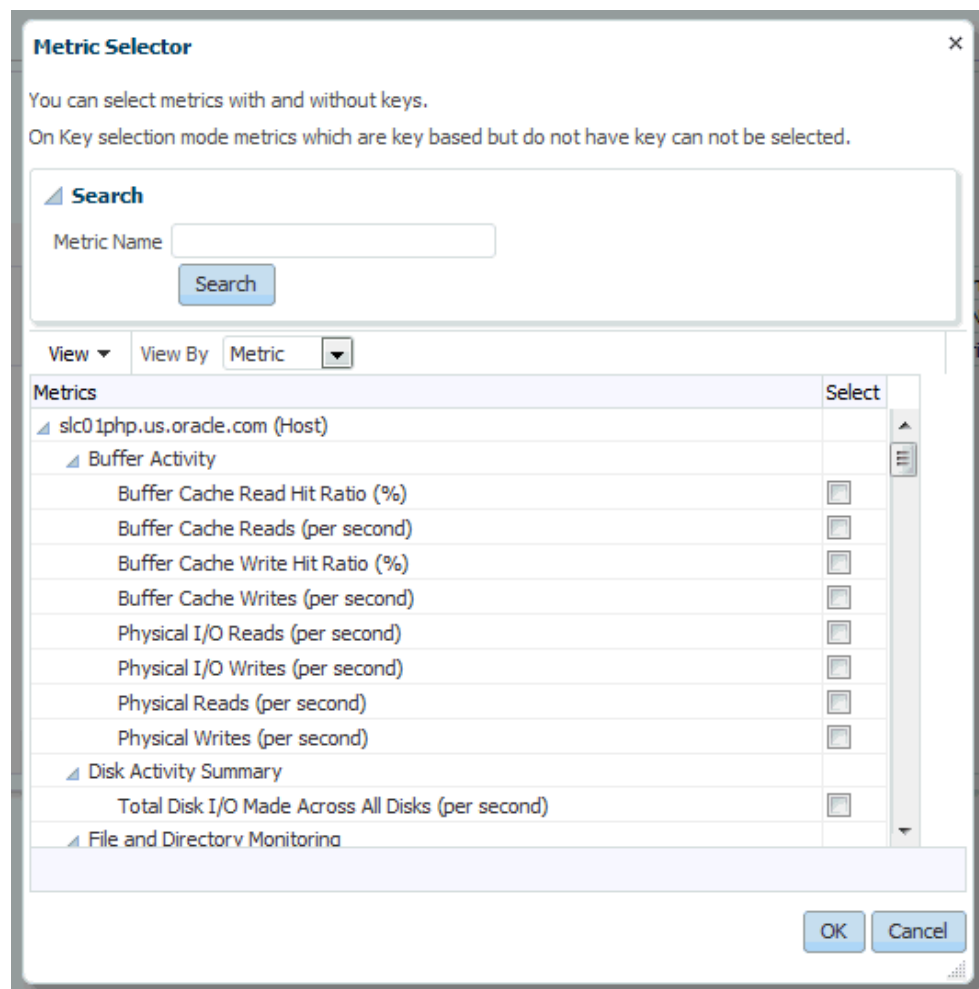 Metric Selector
You can select metrics with and without keys.
On Key selection mode metrics which are key based but do not have key can not be selected.
Search
Metric Name
Search
View View By Metric
Metrics Select
slc01php.us.oracle.com (Host)
Buffer Activity
Buffer Cache Read Hit Ratio (%)
Buffer Cache Reads (per second)
Buffer Cache Write Hit Ratio (%)
Buffer Cache Writes (per second)
Physical I/O Reads (per second)
Physical I/O Writes (per second)
Physical Reads (per second)
Physical Writes (per second)
Disk Activity Summary
Total Disk I/O Made Across All Disks (per second)
File and Directory Monitoring
OK Cancel